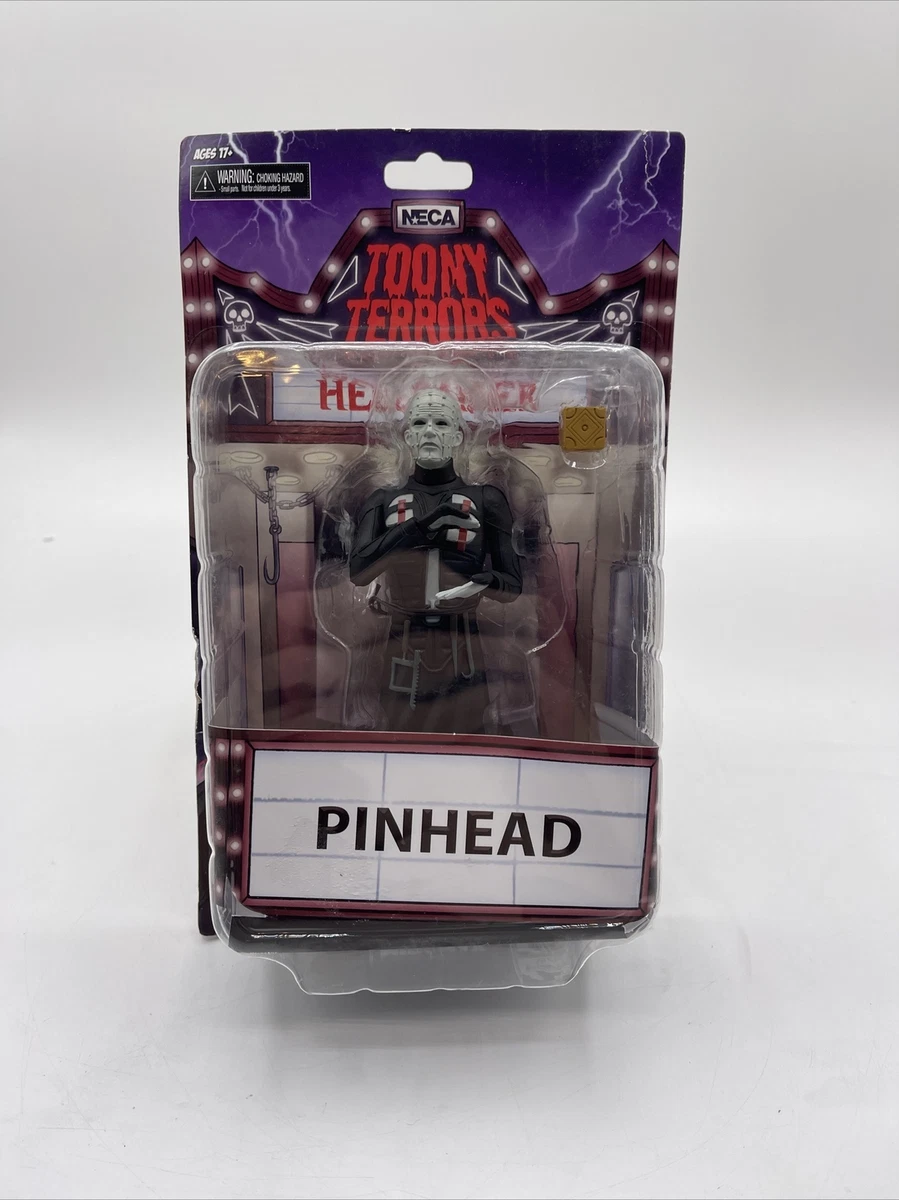 AGES 17+
WARNING: CHOKING HAZARD
- Small parts. Not for children under 3 years.
NECA
TOONY
TERRORS
PINHEAD